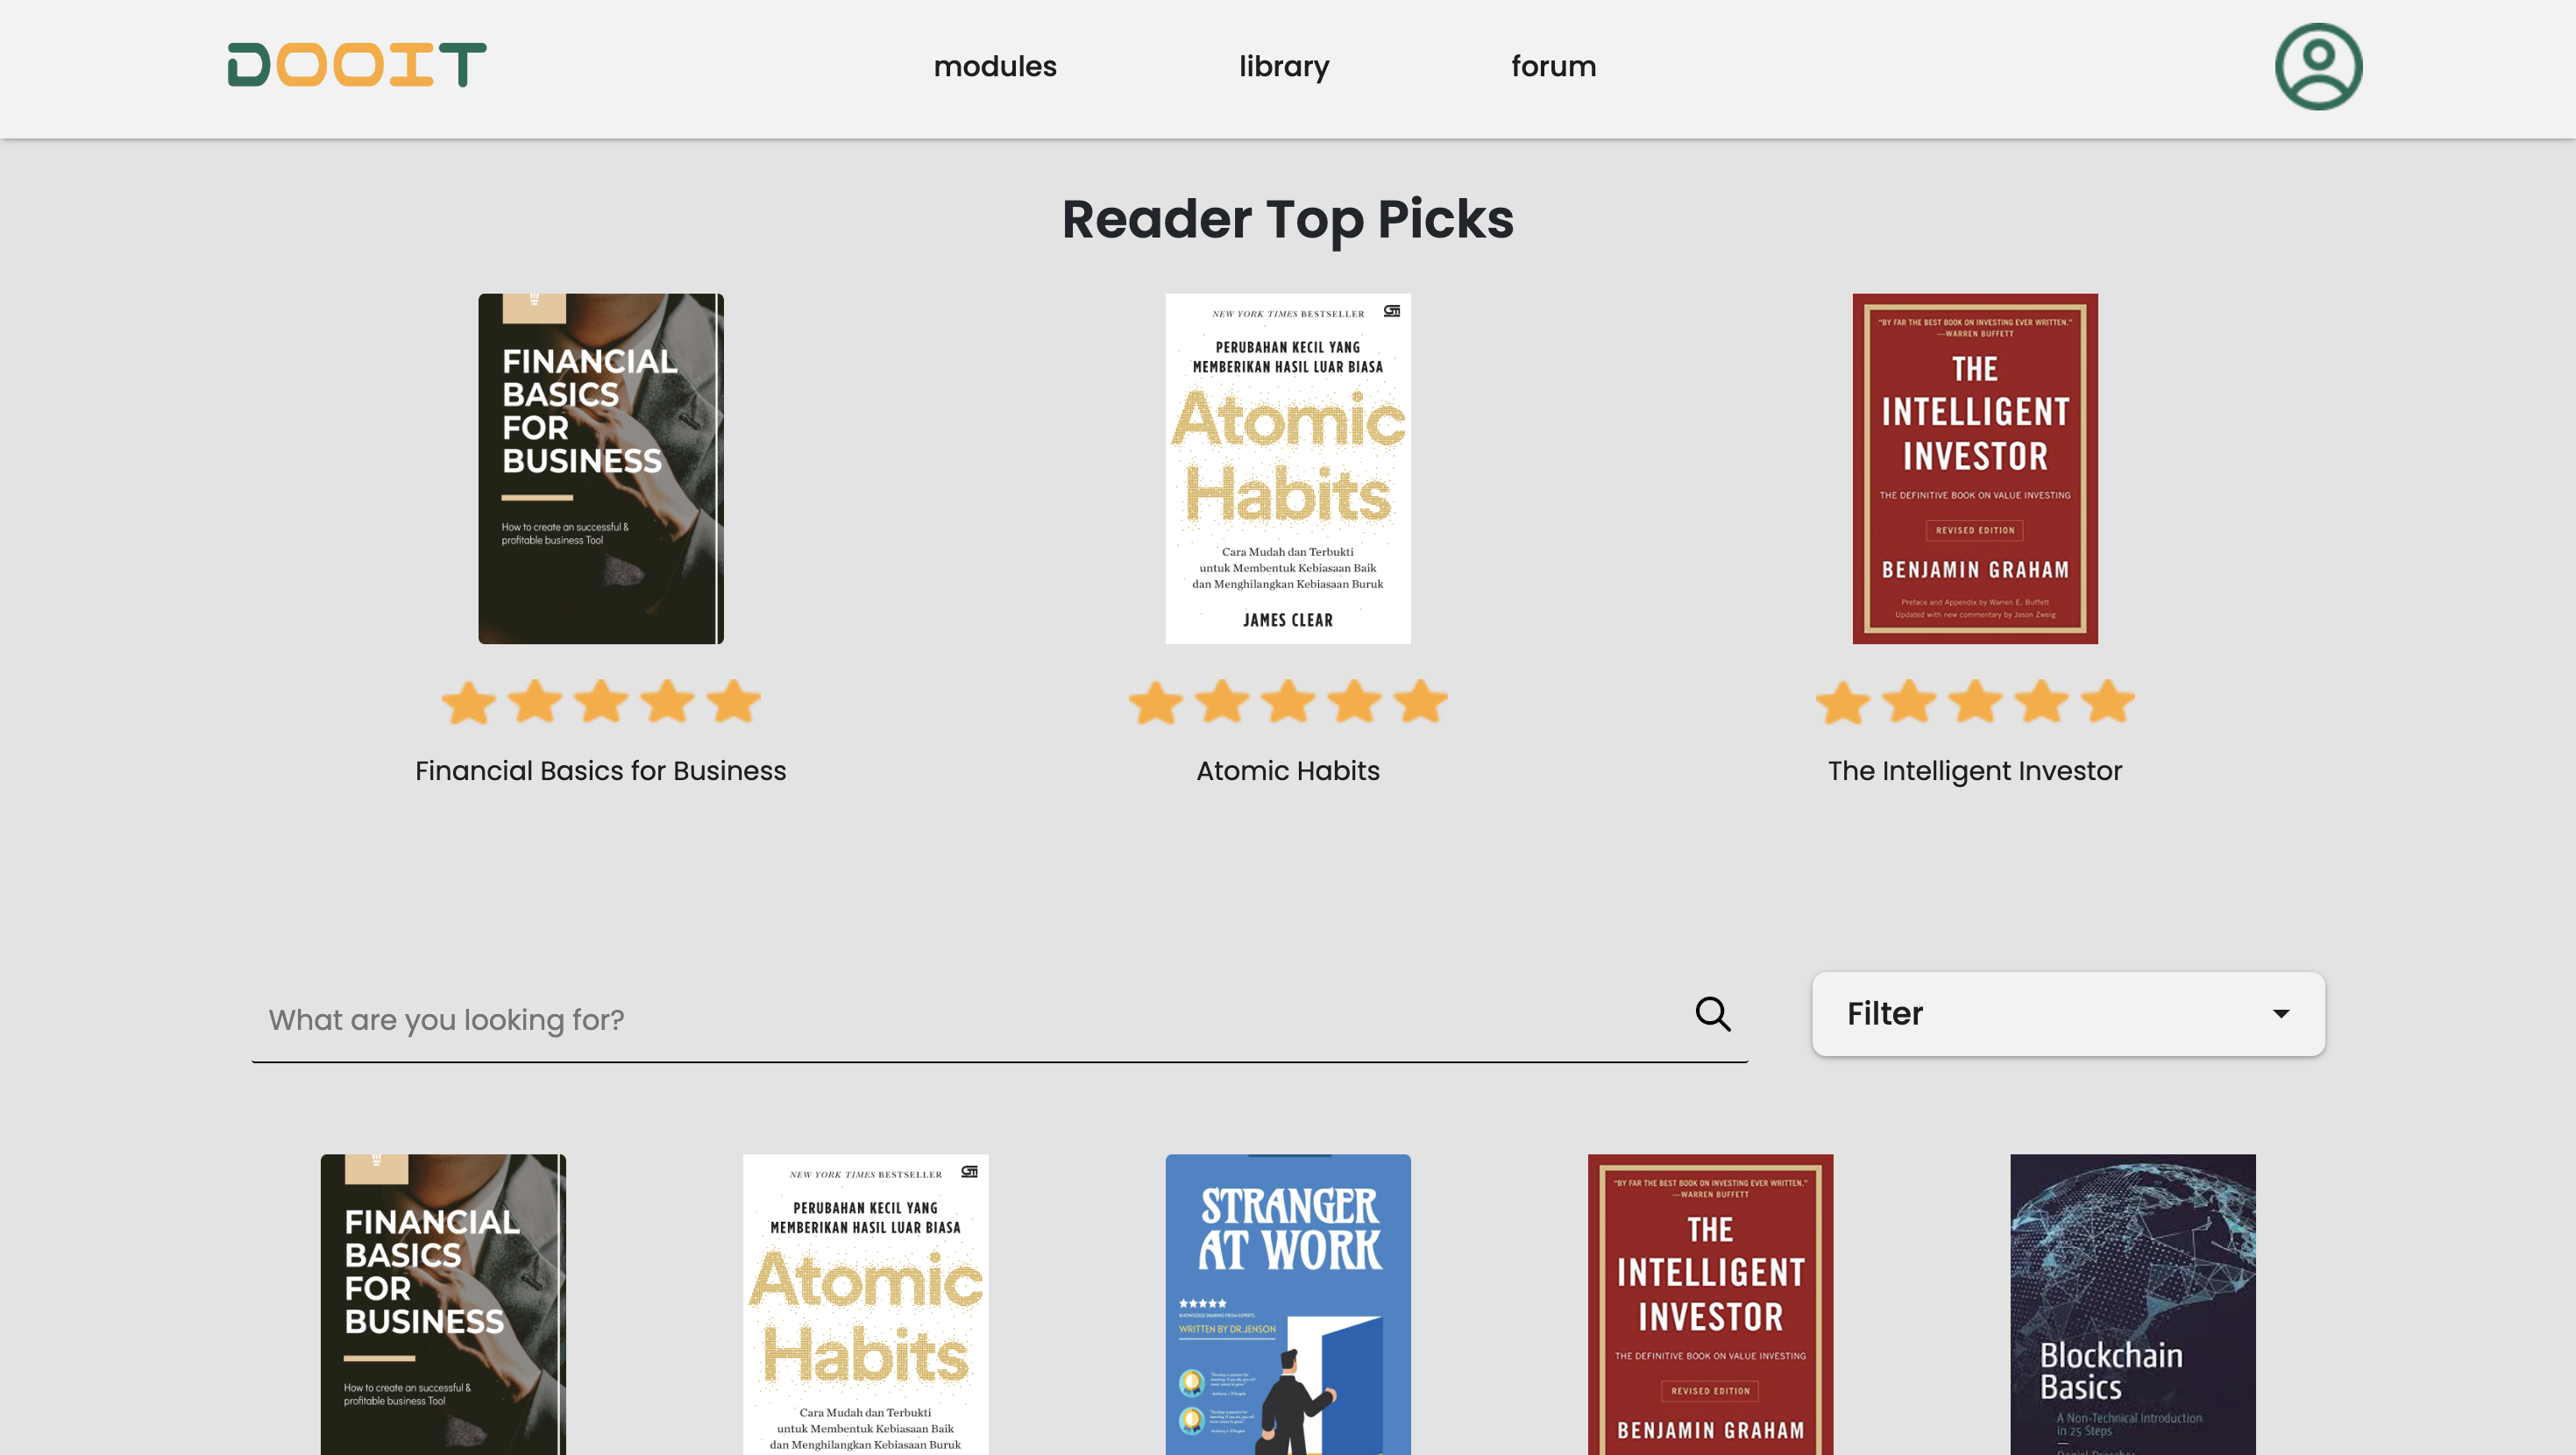 DOOIT
modules
library
forum
Reader Top Picks
FINANCIAL
BASICS
FOR
BUSINESS
How to create an successful &
profitable business Tool
NEW YORK TIMES BESTSELLER
PERUBAHAN KECIL YANG
MEMBERIKAN HASIL LUAR BIASA
Atomic
Habits
Cara Mudah dan Terbukti
untuk Membentuk Kebiasaan Baik
dan Menghilangkan Kebiasaan Buruk
JAMES CLEAR
"BY FAR THE BEST BOOK ON INVESTING EVER WRITTEN."
—WARREN BUFFETT
THE
INTELLIGENT
INVESTOR
THE DEFINITIVE BOOK ON VALUE INVESTING
REVISED EDITION
BENJAMIN GRAHAM
Preface and Appendix by Warren E. Buffett
Updated with new commentary by Jason Zweig
Financial Basics for Business
Atomic Habits
The Intelligent Investor
What are you looking for?
Filter
FINANCIAL
BASICS
FOR
BUSINESS
How to create an successful &
profitable business Tool
NEW YORK TIMES BESTSELLER
PERUBAHAN KECIL YANG
MEMBERIKAN HASIL LUAR BIASA
Atomic
Habits
Cara Mudah dan Terbukti
untuk Membentuk Kebiasaan Baik
dan Menghilangkan Kebiasaan Buruk
STRANGER
AT WORK
KNOWLEDGE SHARING FROM EXPERTS
WRITTEN BY DR.JENSON
"BY FAR THE BEST BOOK ON INVESTING EVER WRITTEN."
—WARREN BUFFETT
THE
INTELLIGENT
INVESTOR
THE DEFINITIVE BOOK ON VALUE INVESTING
REVISED EDITION
BENJAMIN GRAHAM
Blockchain
Basics
A Non-Technical Introduction
in 25 Steps